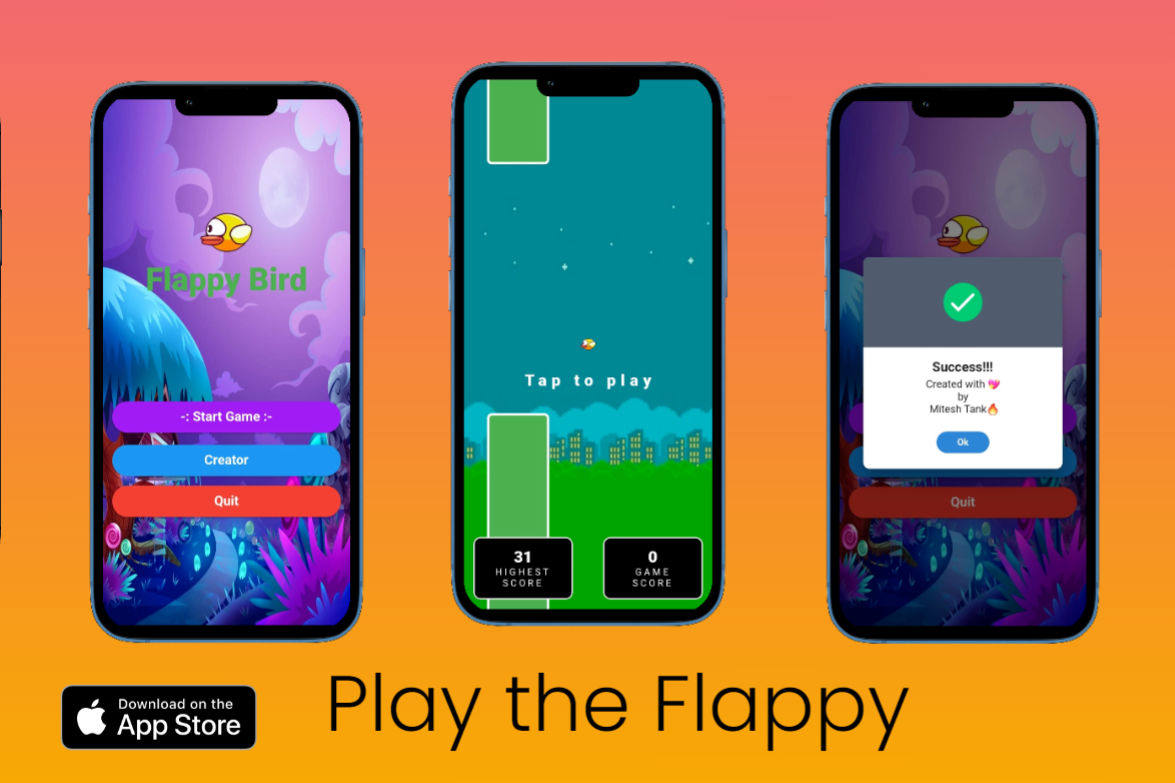 Flappy Bird
-: Start Game :-
Creator
Quit
Tap to play
31
HIGHEST
SCORE
0
GAME
SCORE
Success!!!
Created with 💖
by
Mitesh Tank🔥
Ok
Quit
Download on the
App Store
Play the Flappy